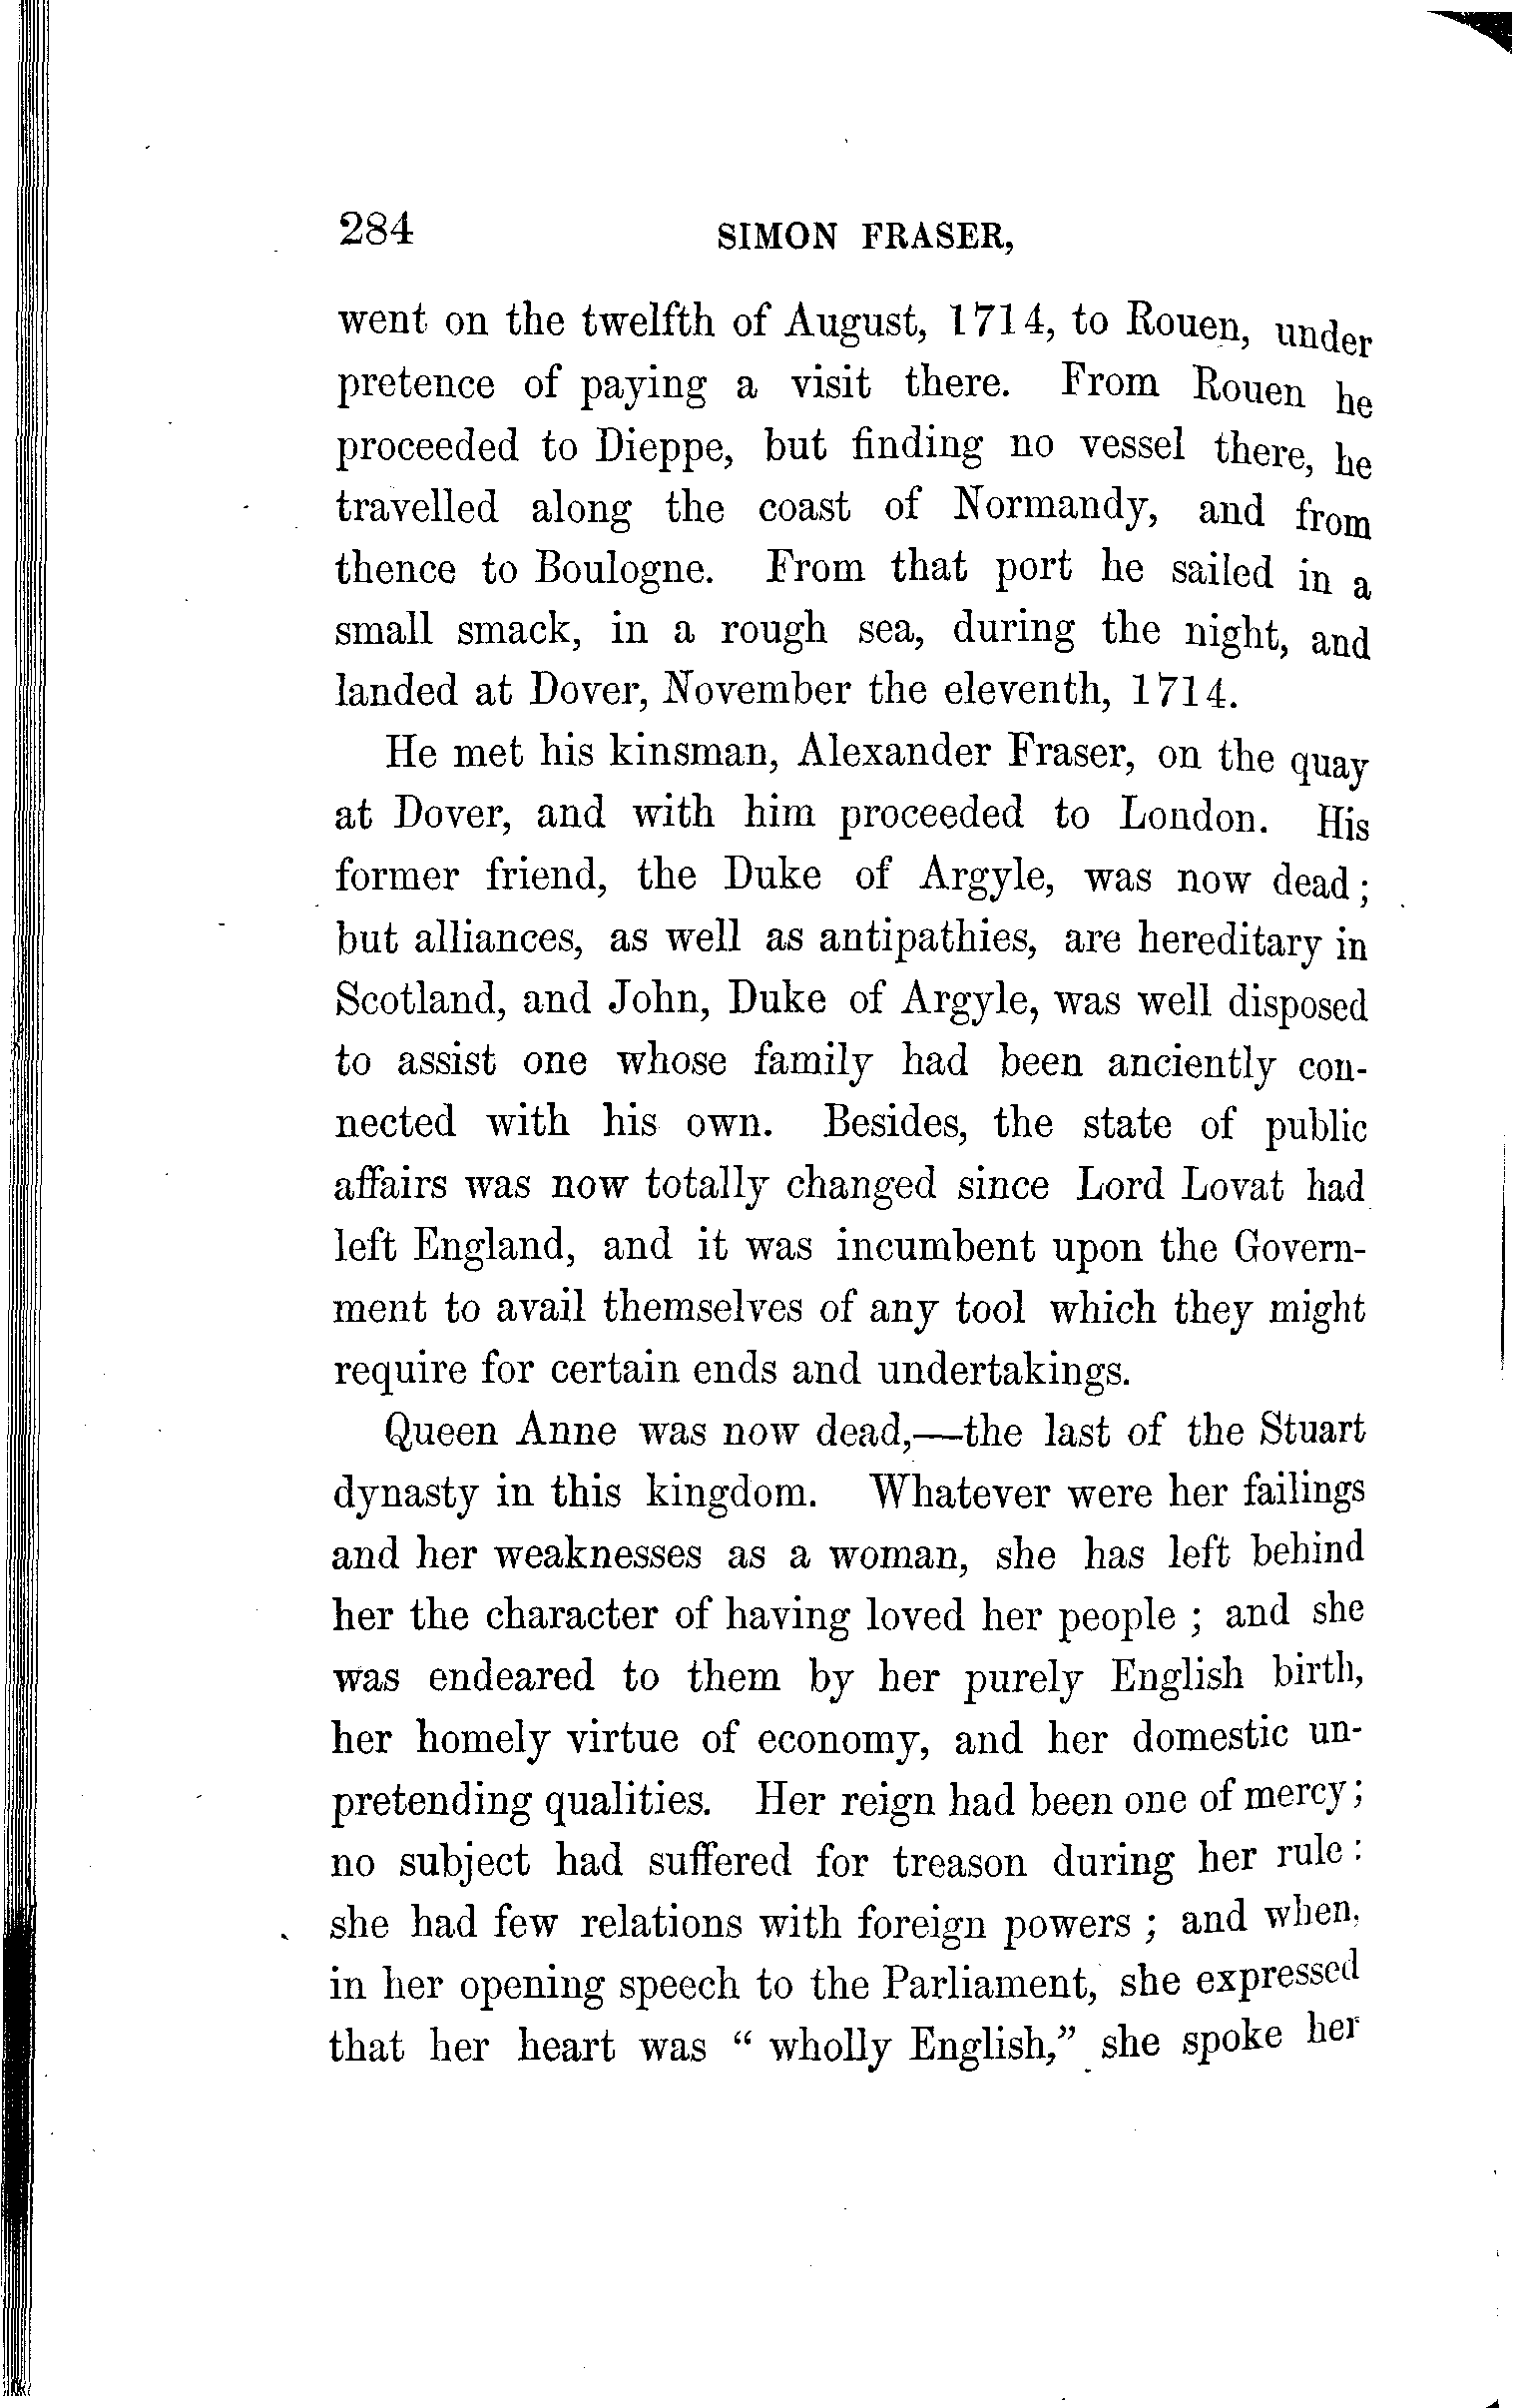 284 SIMON FRASER,
went on the twelfth of August, 1714, to Rouen, under
pretence of paying a visit there. From Rouen he
proceeded to Dieppe, but finding no vessel there, he
travelled along the coast of Normandy, and from
thence to Boulogne. From that port he sailed in a
small smack, in a rough sea, during the night, and
landed at Dover, November the eleventh, 1714.
He met his kinsman, Alexander Fraser, on the quay
at Dover, and with him proceeded to London. His
former friend, the Duke of Argyle, was now dead;
but alliances, as well as antipathies, are hereditary in
Scotland, and John, Duke of Argyle, was well disposed
to assist one whose family had been anciently con-
nected with his own. Besides, the state of public
affairs was now totally changed since Lord Lovat had
left England, and it was incumbent upon the Govern-
ment to avail themselves of any tool which they might
require for certain ends and undertakings.
Queen Anne was now dead,—the last of the Stuart
dynasty in this kingdom. Whatever were her failings
and her weaknesses as a woman, she has left behind
her the character of having loved her people ; and she
was endeared to them by her purely English birth,
her homely virtue of economy, and her domestic un-
pretending qualities. Her reign had been one of mercy;
no subject had suffered for treason during her rule:
she had few relations with foreign powers ; and when,
in her opening speech to the Parliament, she expressed
that her heart was “ wholly English,” she spoke her